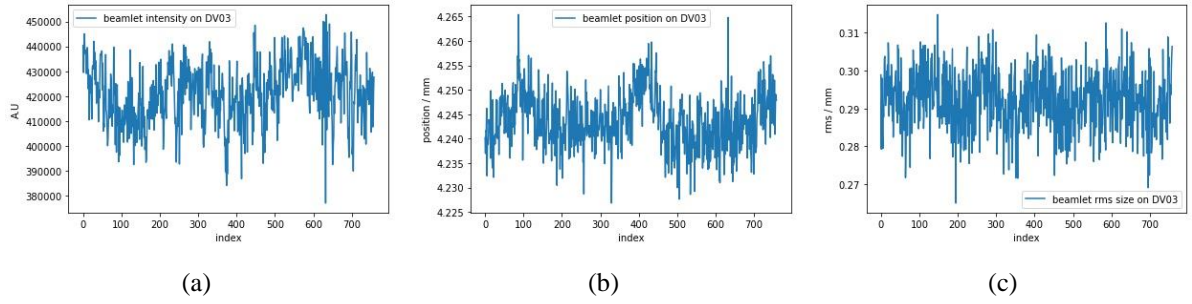 beamlet intensity on DV03
450000
440000
430000
420000
410000
400000
390000
380000
A.U
0 100 200 300 400 500 600 700
index
(a)
beamlet position on DV03
4.265
4.260
4.255
4.250
4.245
4.240
4.235
4.230
4.225
position / mm
0 100 200 300 400 500 600 700
index
(b)
0.31
0.30
0.29
0.28
0.27
rms / mm
beamlet rms size on DV03
0 100 200 300 400 500 600 700
index
(c)